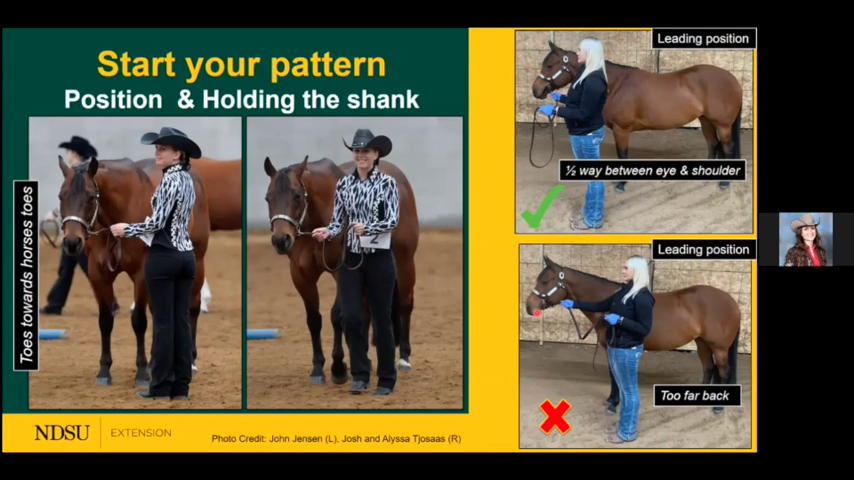 Start your pattern
Position & Holding the shank
Toes towards horses toes
2
Leading position
½ way between eye & shoulder
Leading position
Too far back
NDSU EXTENSION
Photo Credit: John Jensen (L), Josh and Alyssa Tjosaas (R)